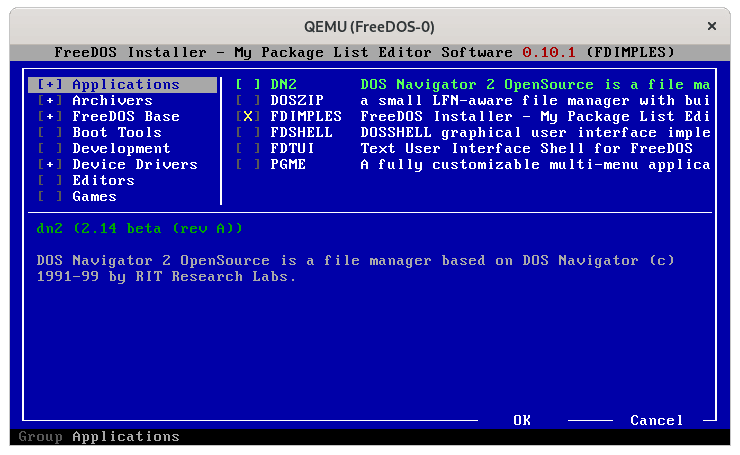 QEMU (FreeDOS-0)
×
FreeDOS Installer - My Package List Editor Software 0.10.1 (FDIMPLES)
[+] Applications
[+] Archivers
[+] FreeDOS Base
[ ] Boot Tools
[ ] Development
[+] Device Drivers
[ ] Editors
[ ] Games
[ ] DN2 DOS Navigator 2 OpenSource is a file ma
[ ] DOSZIP a small LFN-aware file manager with bui
[X] FDIMPLES FreeDOS Installer - My Package List Edi
[ ] FDSHELL DOSSHELL graphical user interface imple
[ ] FDTUI Text User Interface Shell for FreeDOS
[ ] PGME A fully customizable multi-menu applica
dn2 (2.14 beta (rev A))
DOS Navigator 2 OpenSource is a file manager based on DOS Navigator (c)
1991-99 by RIT Research Labs.
OK Cancel
Group Applications